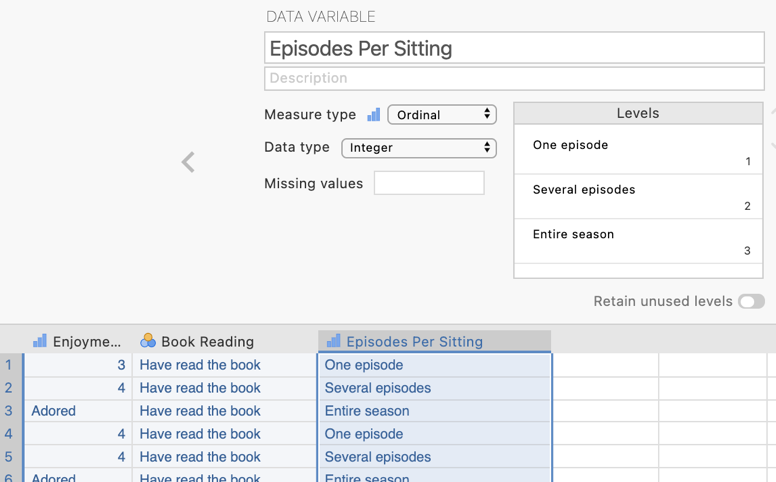 DATA VARIABLE
Episodes Per Sitting
Description
Measure type Ordinal
Data type Integer
Missing values
Levels
One episode
1
Several episodes
2
Entire season
3
Retain unused levels
Enjoyme... Book Reading Episodes Per Sitting
1 3 Have read the book One episode
2 4 Have read the book Several episodes
3 Adored Have read the book Entire season
4 4 Have read the book One episode
5 4 Have read the book Several episodes
6 Adored Have read the book Entire season